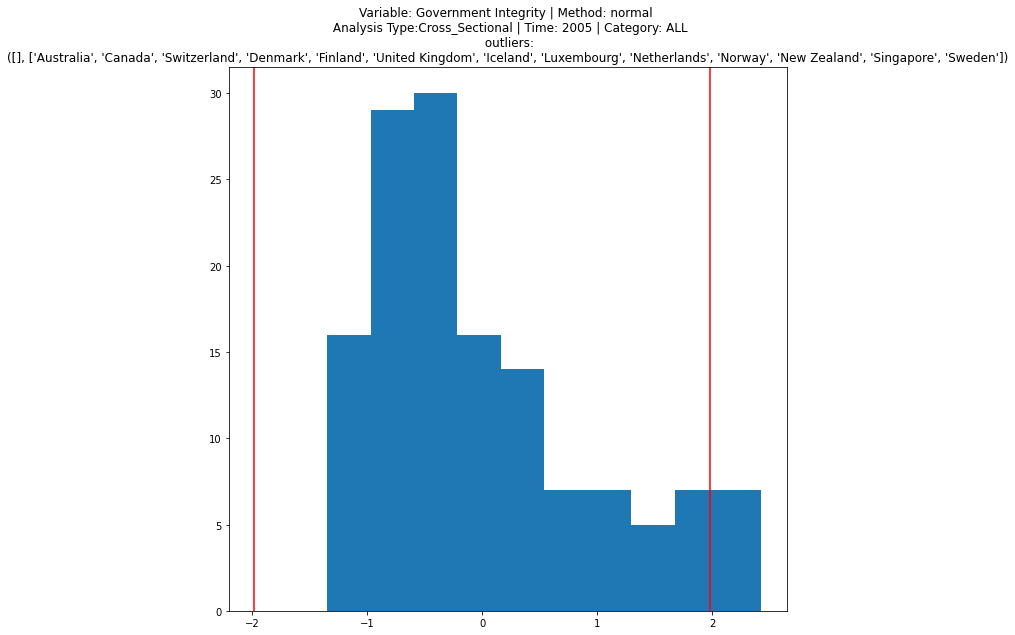 Variable: Government Integrity | Method: normal
Analysis Type:Cross_Sectional | Time: 2005 | Category: ALL
outliers:
([], ['Australia', 'Canada', 'Switzerland', 'Denmark', 'Finland', 'United Kingdom', 'Iceland', 'Luxembourg', 'Netherlands', 'Norway', 'New Zealand', 'Singapore', 'Sweden'])
30
25
20
15
10
5
0
−2 −1 0 1 2